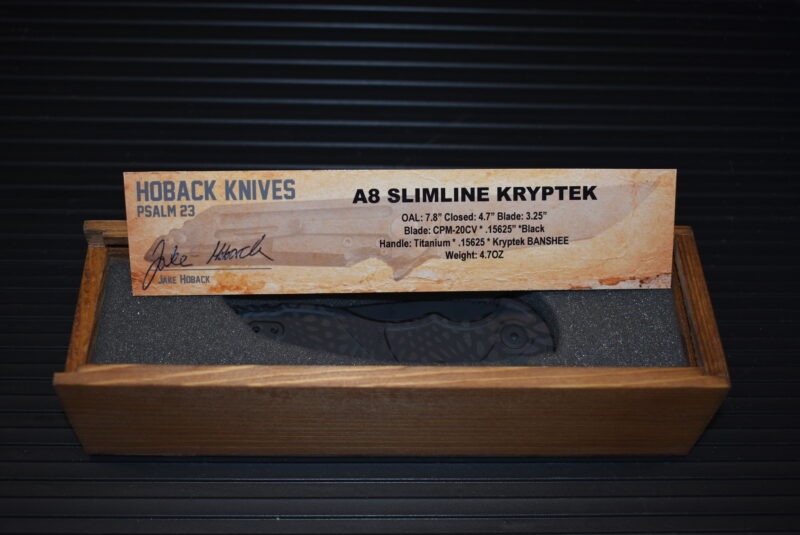 HOBACK KNIVES
PSALM 23
Jake Hoback
JAKE HOBACK
A8 SLIMLINE KRYPTEK
OAL: 7.8" Closed: 4.7" Blade: 3.25"
Blade: CPM-20CV * .15625" *Black
Handle: Titanium * .15625 * Kryptek BANSHEE
Weight: 4.7OZ